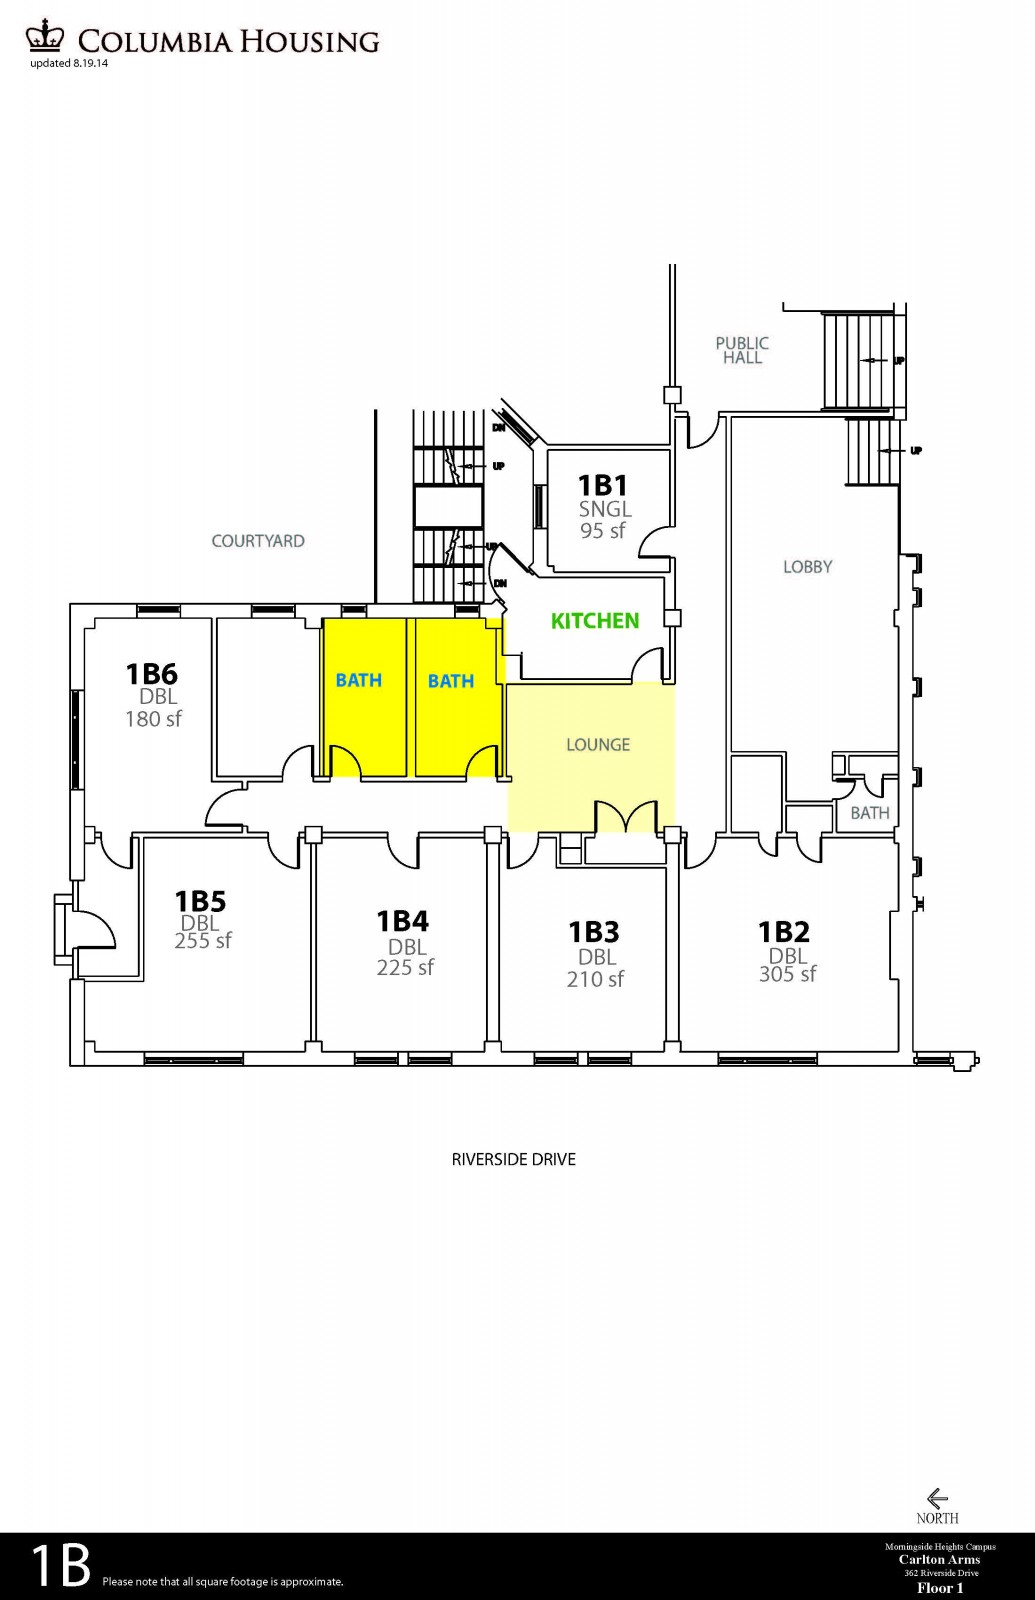 COLUMBIA HOUSING
updated 8.19.14
PUBLIC
HALL
UP
DN
UP
UP
1B1
SNGL
95 sf
COURTYARD
UP
LOBBY
DN
KITCHEN
1B6
DBL
180 sf
BATH
BATH
LOUNGE
BATH
1B5
DBL
255 sf
1B4
DBL
225 sf
1B3
DBL
210 sf
1B2
DBL
305 sf
RIVERSIDE DRIVE
NORTH
1B
Please note that all square footage is approximate.
Morningside Heights Campus
Carlton Arms
362 Riverside Drive
Floor 1